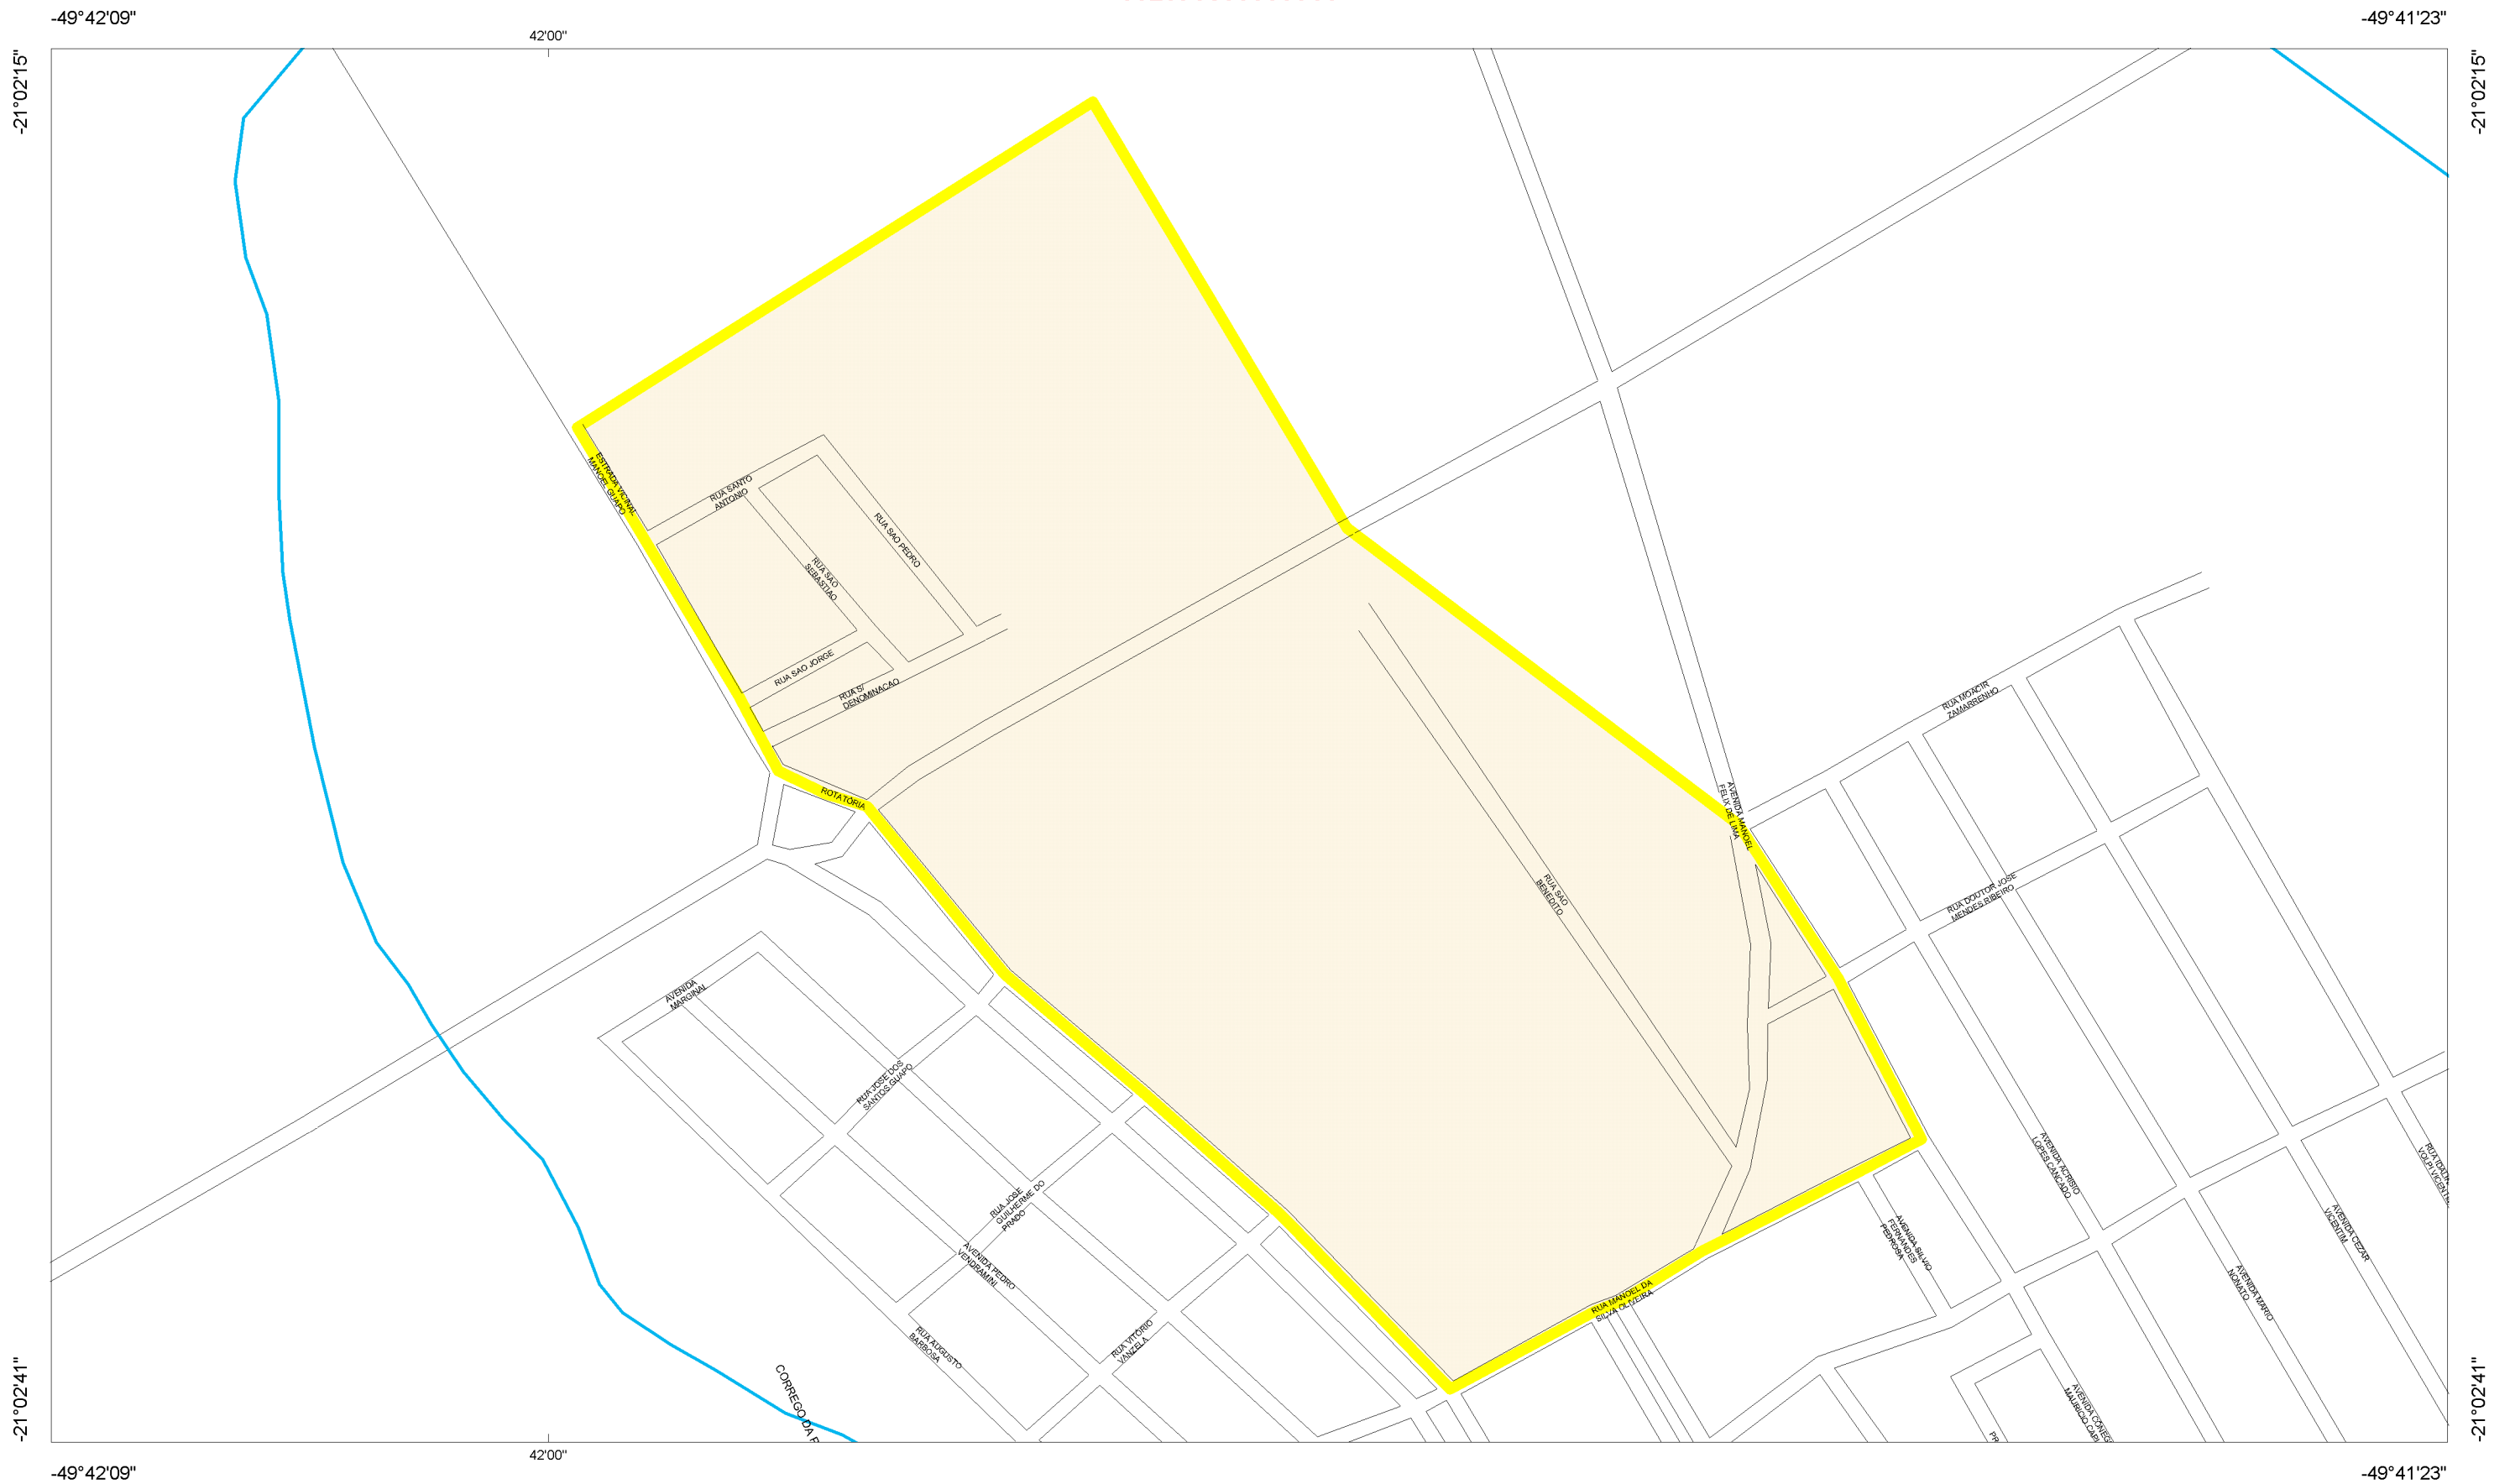 -49°42'09"
-49°41'23"
42'00"
-21°02'15"
-21°02'15"
ESTRADA VICINAL
MANOEL GUAPO
RUA SANTO
ANTONIO
RUA SAO PEDRO
RUA SAO
SEBASTIAO
RUA SAO JORGE
RUA S/
DENOMINACAO
ROTATÓRIA
RUA MOACIR
ZAMARRENHO
AVENIDA MANOEL
FELIX DE LIMA
RUA SAO
BENEDITO
RUA DOUTOR JOSE
MENDES RIBEIRO
AVENIDA
MARGINAL
RUA JOSE DOS
SANTOS GUAPO
RUA JOSE
GUILHERME DO
PRADO
AVENIDA PEDRO
VENDRAMINI
RUA AUGUSTO
BARBOSA
RUA VITÓRIO
VANZELA
RUA MANOEL DA
SILVA OLIVEIRA
AVENIDA SILVIO
FERNANDES
PEDROSA
AVENIDA ACRISIO
LOPES CANCADO
AVENIDA MARIO
NONATO
AVENIDA CEZAR
VICENTIM
RUA
VOLPI
AVENIDA
MAURICIO
CORREGO DA
-21°02'41"
-21°02'41"
42'00"
-49°42'09"
-49°41'23"